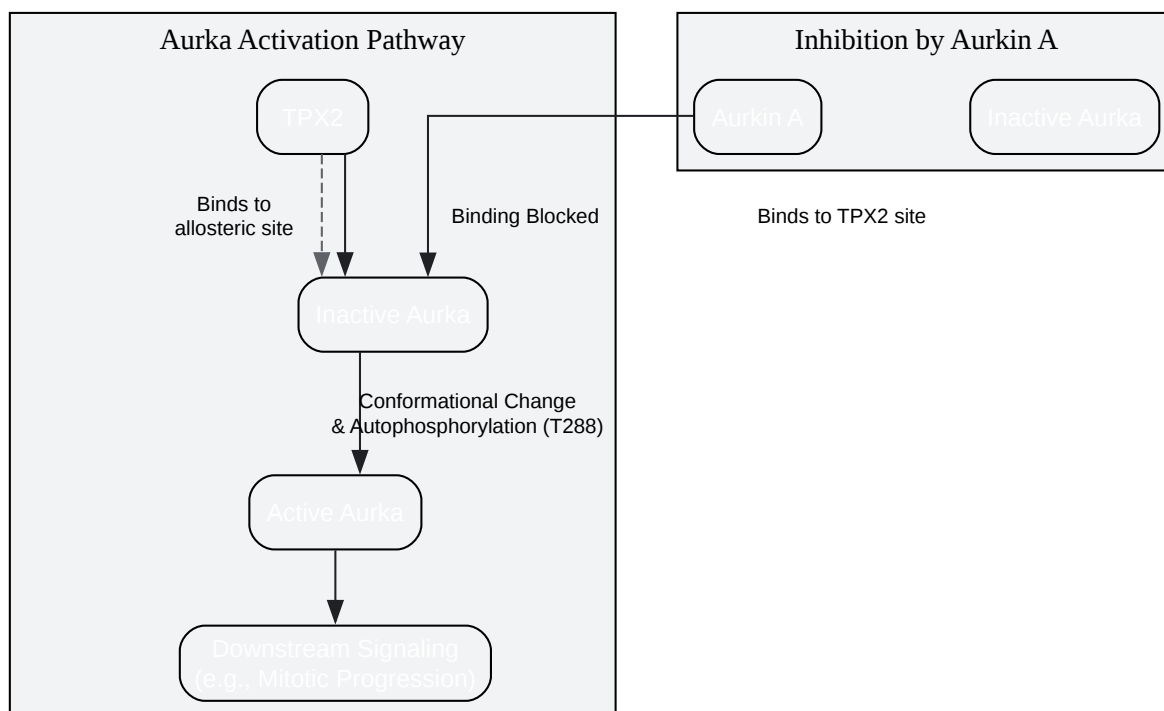 Aurka Activation Pathway
Inhibition by Aurkin A
TPX2
Aurkin A
Inactive Aurka
Binds to
allosteric site
Binding Blocked
Binds to TPX2 site
Inactive Aurka
Conformational Change
& Autophosphorylation (T288)
Active Aurka
Downstream Signaling
(e.g., Mitotic Progression)